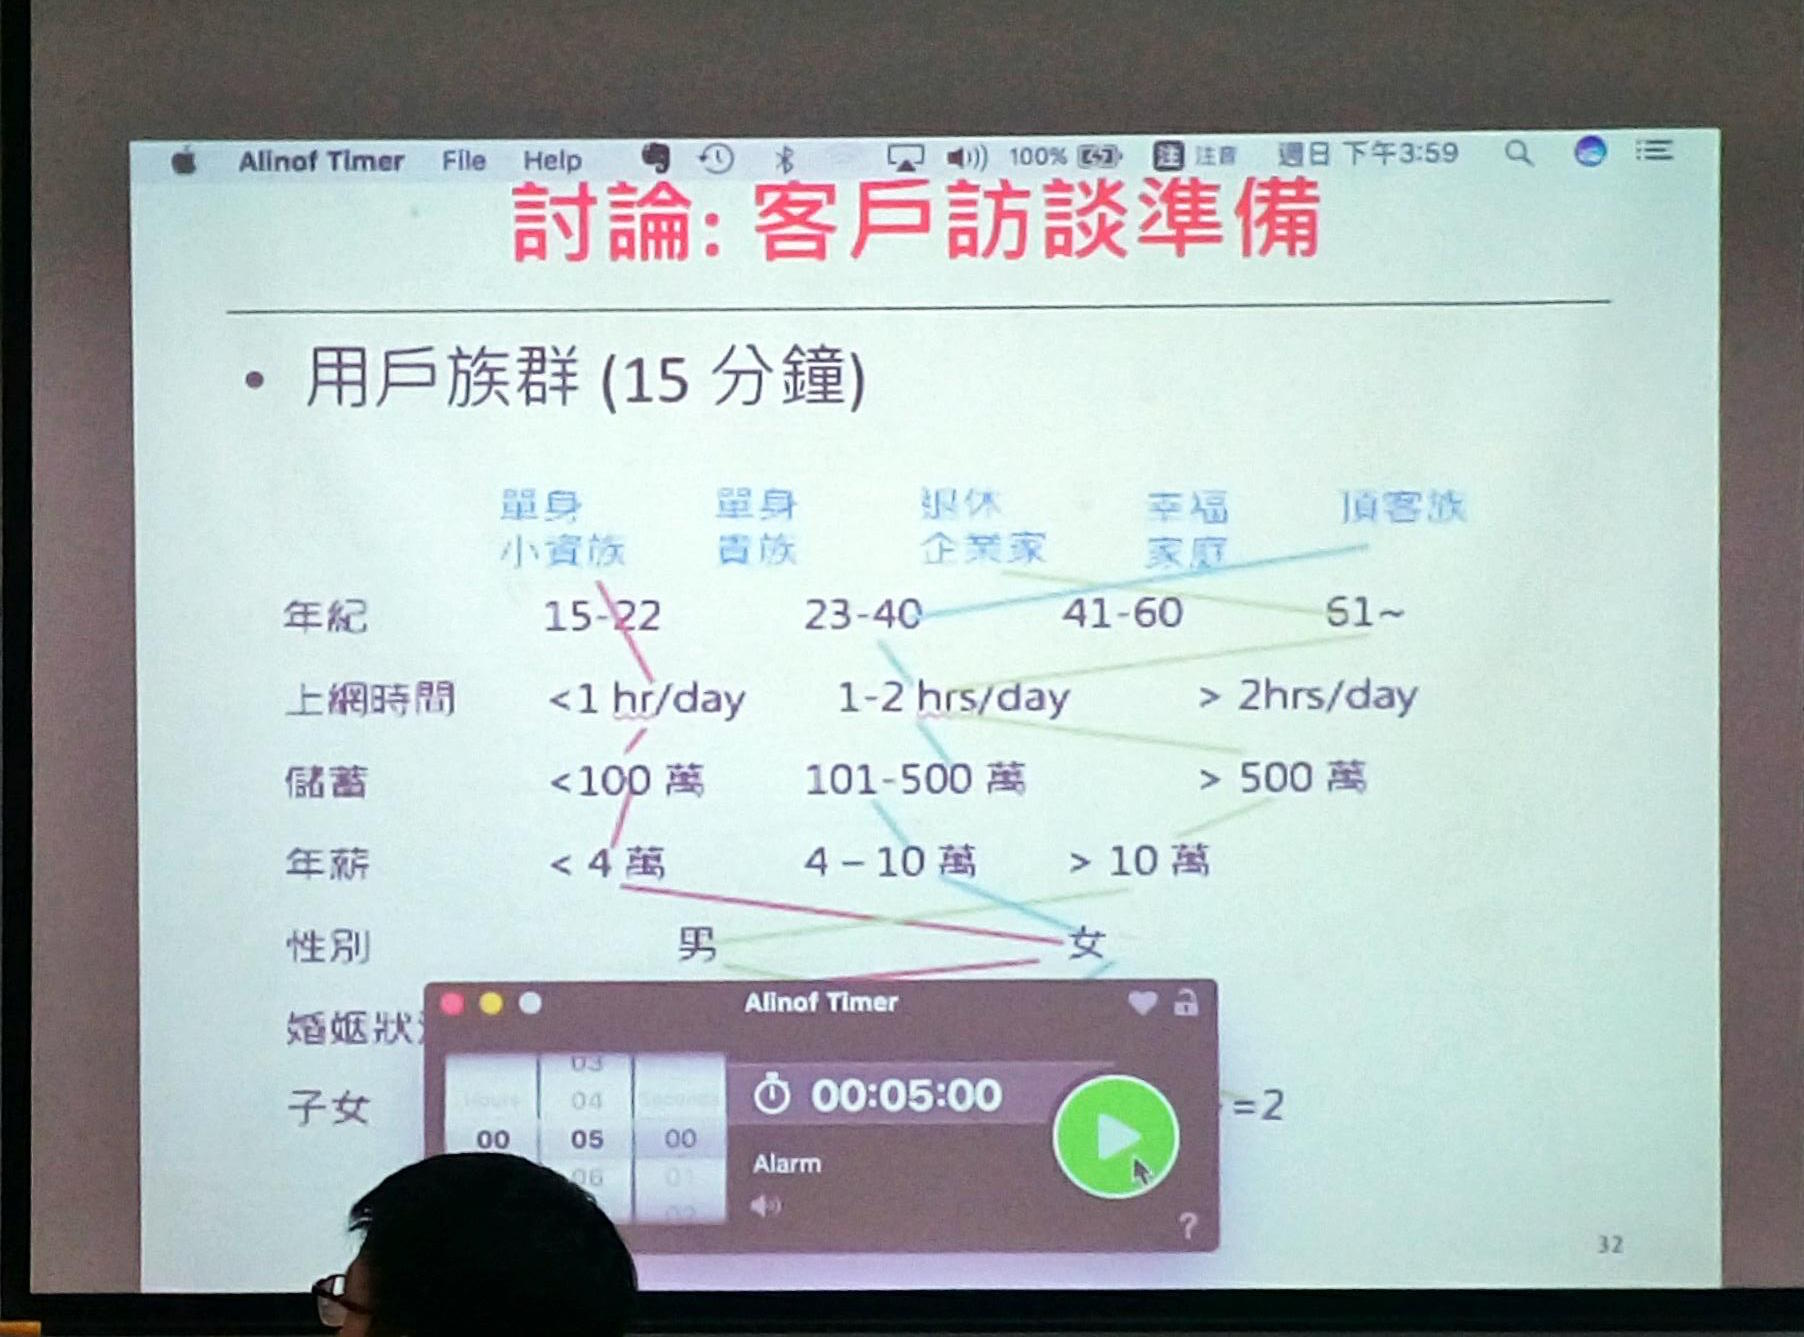 Alinof Timer File Help 100% 注 注音 週日 下午3:59
討論: 客戶訪談準備
• 用戶族群 (15 分鐘)
單身 單身 退休 幸福 頂客族
小資族 貴族 企業家 家庭
年紀 15-22 23-40 41-60 61~
上網時間 <1 hr/day 1-2 hrs/day > 2hrs/day
儲蓄 <100 萬 101-500 萬 > 500 萬
年薪 < 4 萬 4 – 10 萬 > 10 萬
性別 男 女
婚姻狀
子女 =2
Alinof Timer
03
Hours 04 Seconds
00 05 00
06 01
02
00:05:00
Alarm
?
32